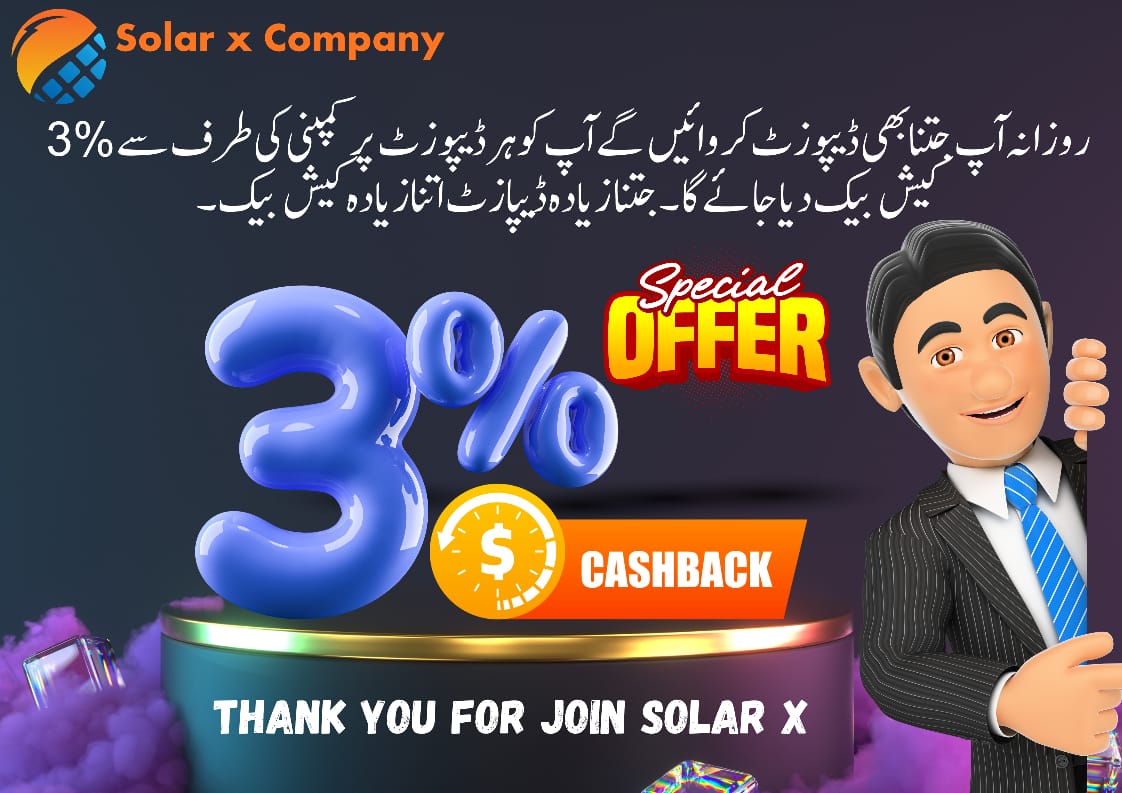 Solar x Company
روزانہ آپ جتنا بھی ڈیپوزٹ کروائیں گے آپ کو ہر ڈیپوزٹ پر کمپنی کی طرف سے 3%
کیش بیک دیا جائے گا۔ جتنا زیادہ ڈیپازٹ اتنا زیادہ کیش بیک۔
Special
OFFER
3%
$
CASHBACK
THANK YOU FOR JOIN SOLAR X